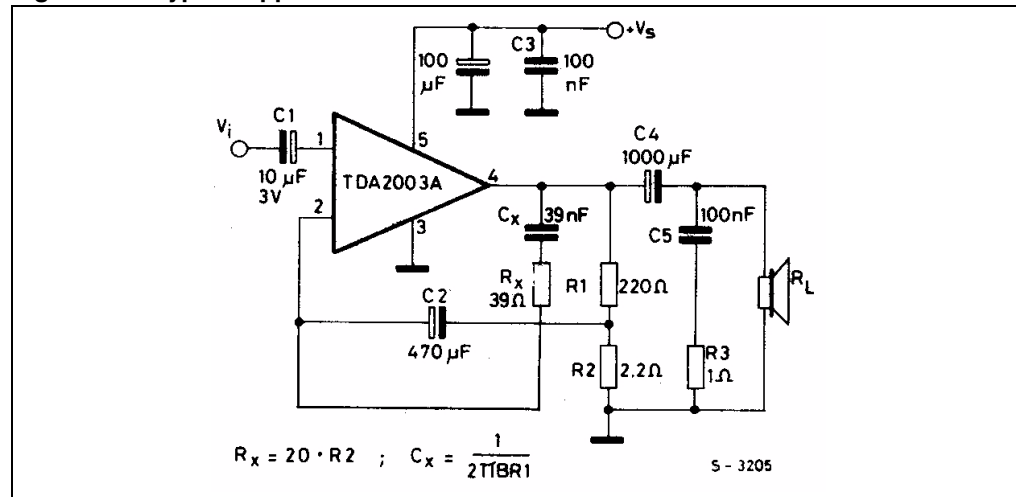 +Vs
C3
100
µF
100
nF
C1
Vi
1
10 µF
3V
2
5
TDA2003A
4
3
C4
1000 µF
Cx
39nF
100nF
C5
Rx
39Ω
R1
220Ω
RL
C2
470 µF
R2
2.2Ω
R3
1Ω
Rx = 20 · R2 ; Cx = 1 / 2πBR1
S - 3205